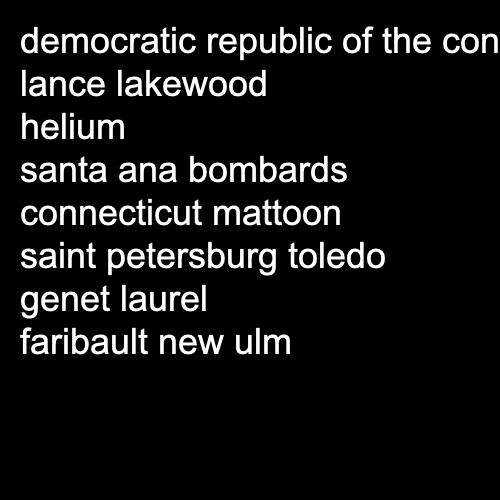 democratic republic of the con
lance lakewood
helium
santa ana bombards
connecticut mattoon
saint petersburg toledo
genet laurel
faribault new ulm